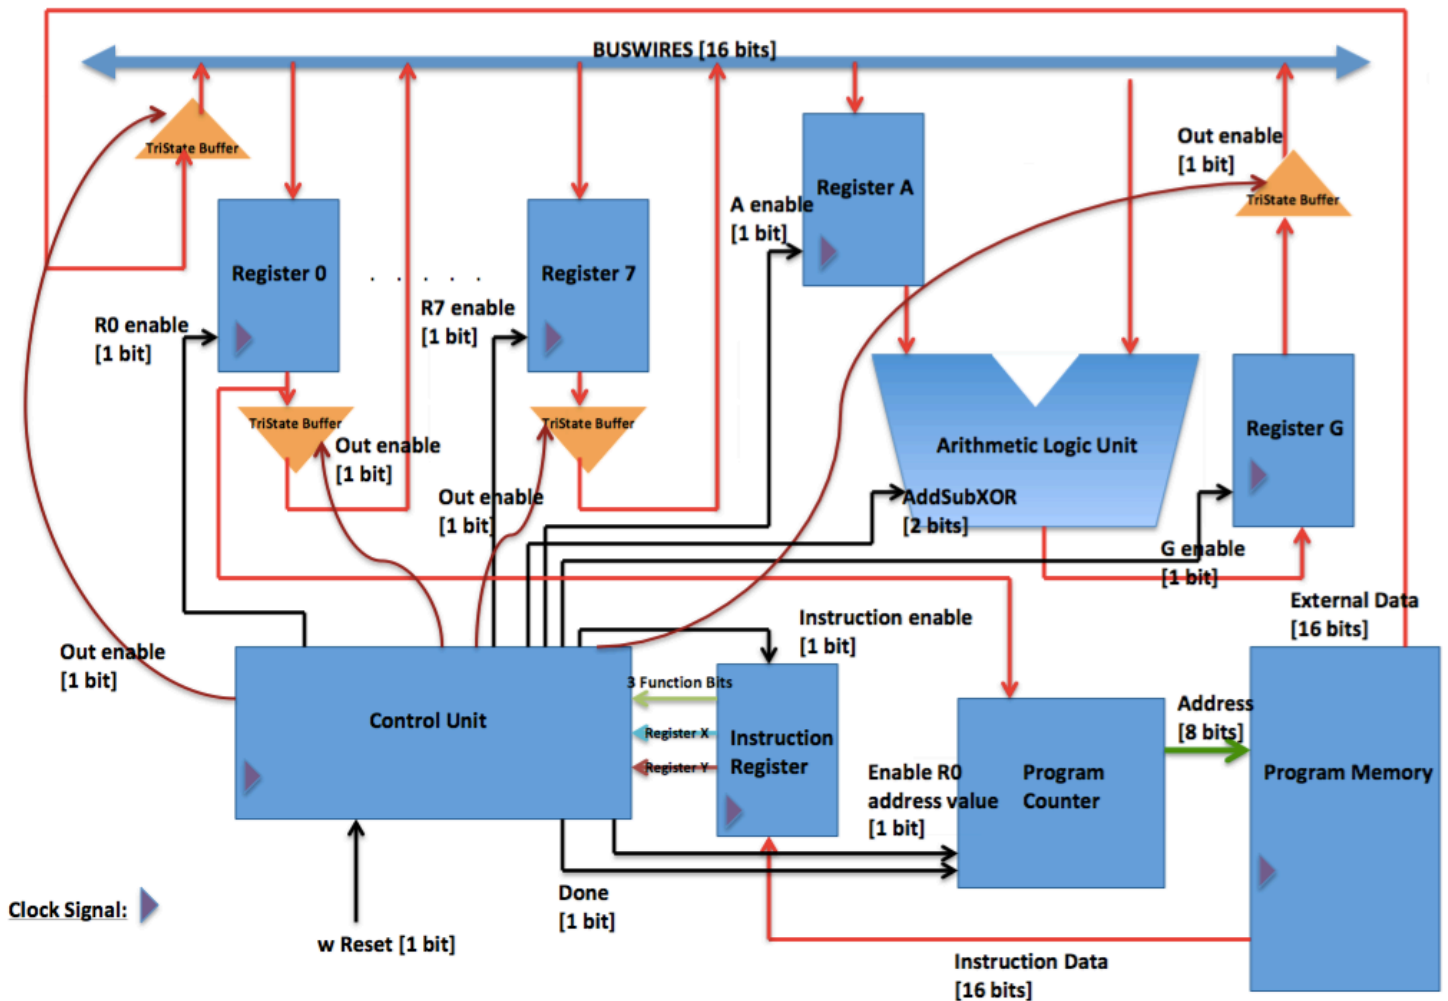 BUSWIRES [16 bits]
TriState Buffer
Out enable
[1 bit]
Register A
TriState Buffer
A enable
[1 bit]
Register 0
. . . . .
Register 7
R0 enable
[1 bit]
R7 enable
[1 bit]
TriState Buffer
TriState Buffer
Out enable
[1 bit]
Arithmetic Logic Unit
Register G
Out enable
[1 bit]
AddSubXOR
[2 bits]
G enable
[1 bit]
External Data
[16 bits]
Out enable
[1 bit]
Instruction enable
[1 bit]
3 Function Bits
Control Unit
Register X
Register Y
Instruction
Register
Address
[8 bits]
Enable R0
address value
[1 bit]
Program
Counter
Program Memory
Done
[1 bit]
Clock Signal:
w Reset [1 bit]
Instruction Data
[16 bits]